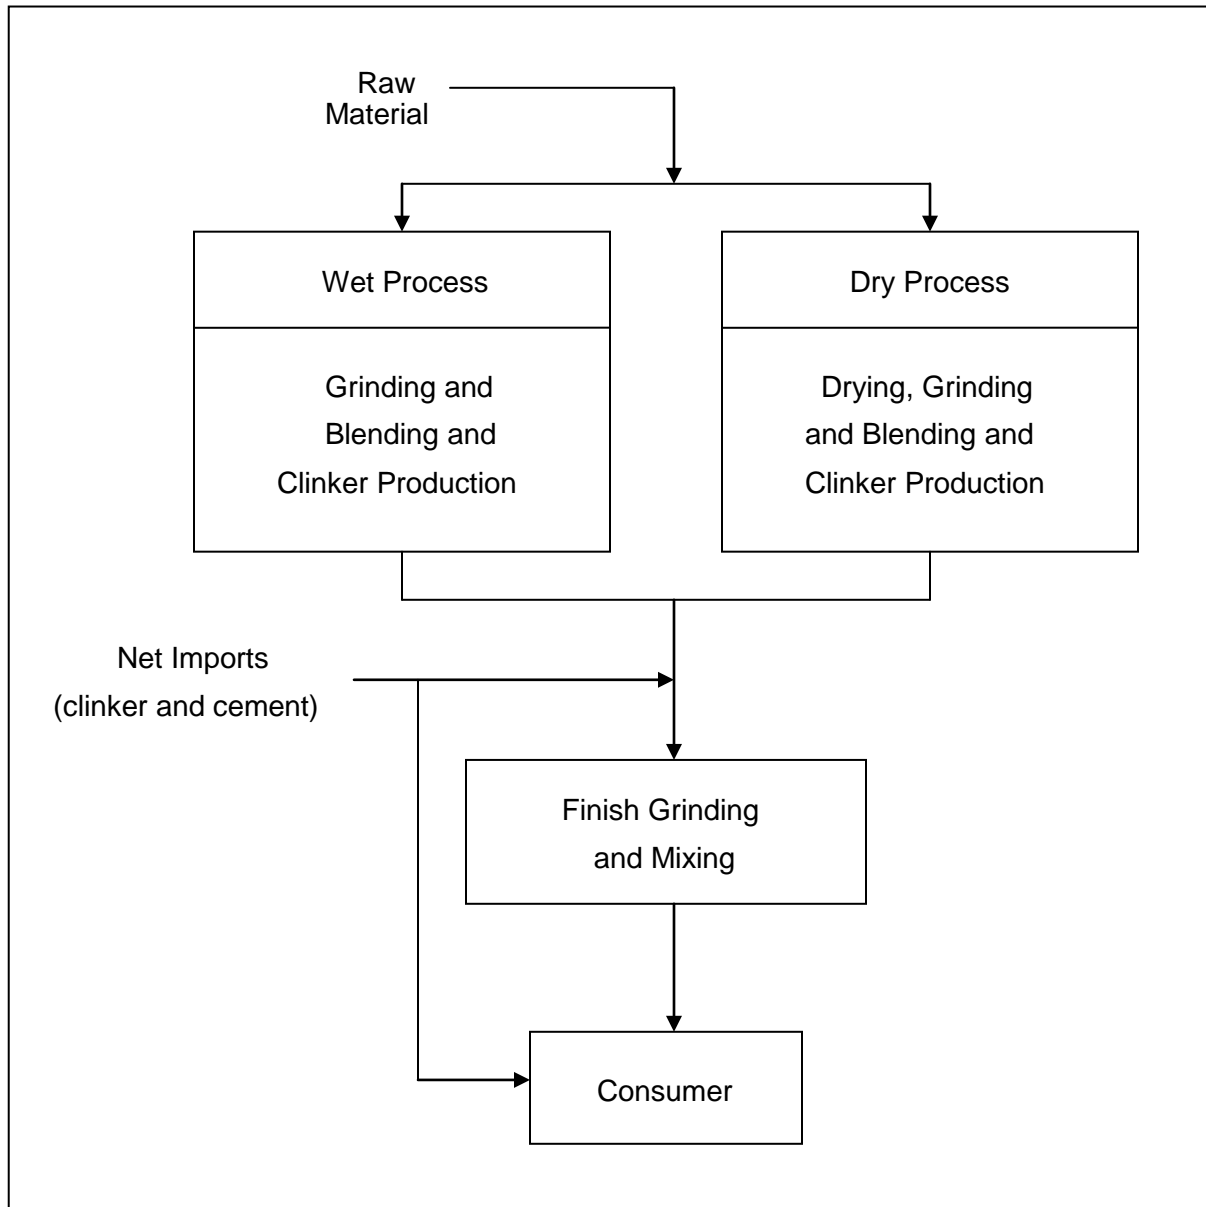 Raw
Material
Wet Process
Dry Process
Grinding and
Blending and
Clinker Production
Drying, Grinding
and Blending and
Clinker Production
Net Imports
(clinker and cement)
Finish Grinding
and Mixing
Consumer